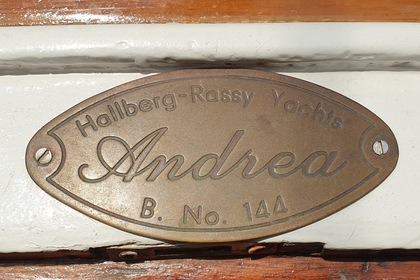 Hallberg-Rassy Yachts
Andrea
B. No. 144